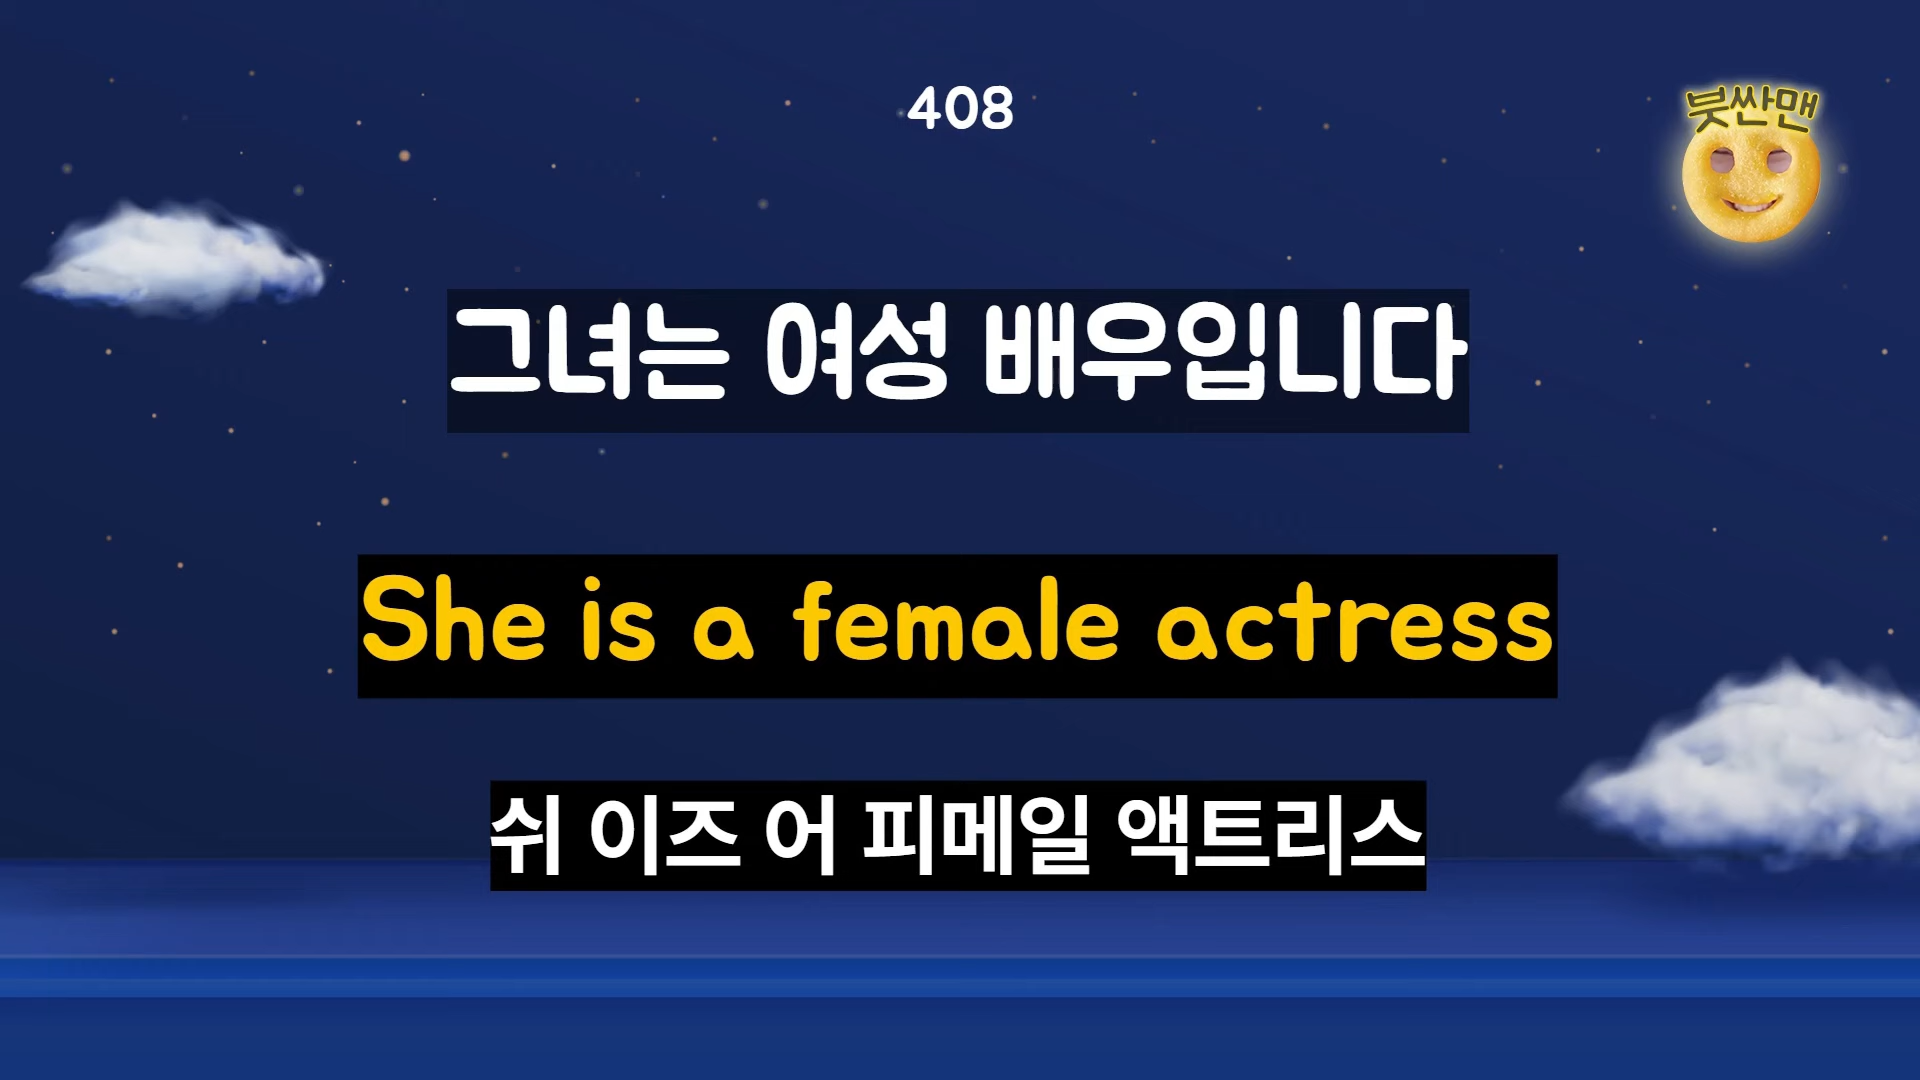 408
붓싼맨
그녀는 여성 배우입니다
She is a female actress
쉬 이즈 어 피메일 액트리스